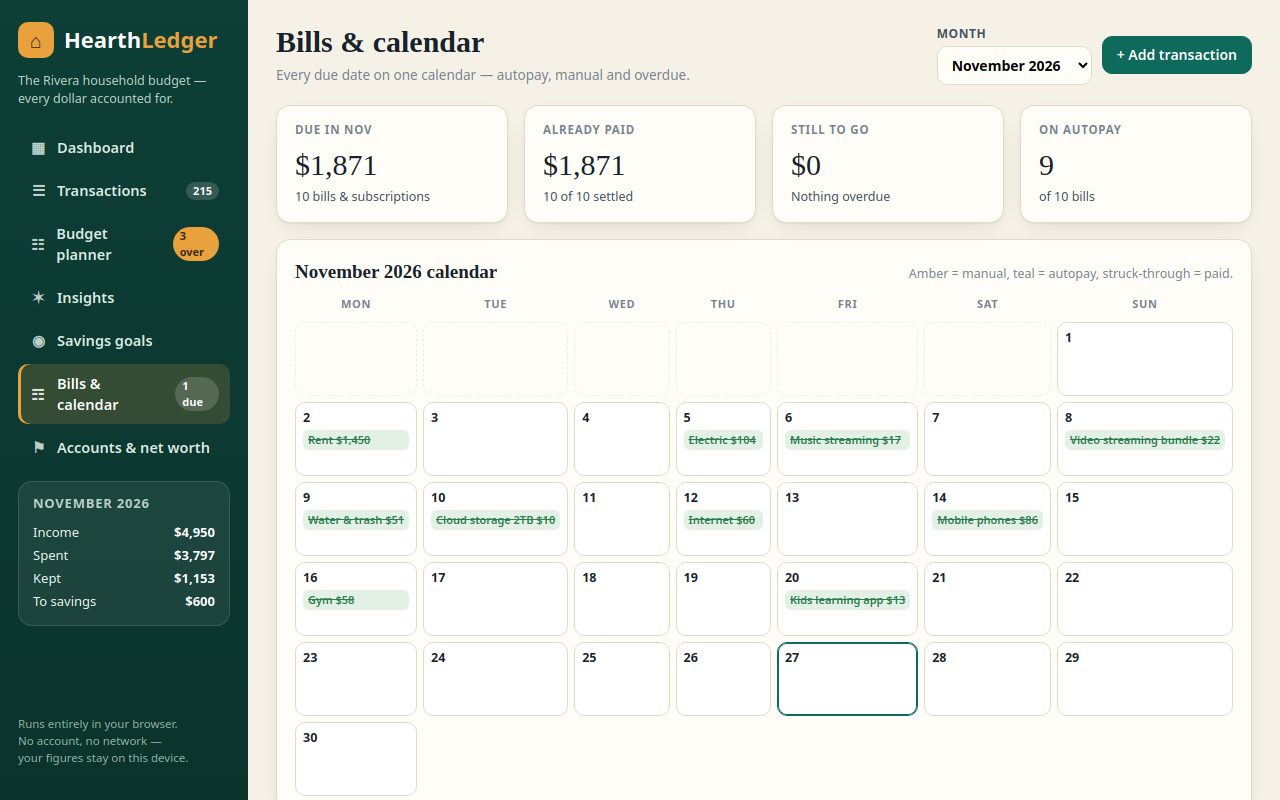 HearthLedger
The Rivera household budget —
every dollar accounted for.
Dashboard
Transactions 215
Budget planner 3 over
Insights
Savings goals
Bills & calendar 1 due
Accounts & net worth
NOVEMBER 2026
Income $4,950
Spent $3,797
Kept $1,153
To savings $600
Runs entirely in your browser.
No account, no network —
your figures stay on this device.
Bills & calendar
Every due date on one calendar — autopay, manual and overdue.
MONTH
November 2026
+ Add transaction
DUE IN NOV
$1,871
10 bills & subscriptions
ALREADY PAID
$1,871
10 of 10 settled
STILL TO GO
$0
Nothing overdue
ON AUTOPAY
9
of 10 bills
November 2026 calendar
Amber = manual, teal = autopay, struck-through = paid.
MON TUE WED THU FRI SAT SUN
1
2 3 4 5 6 7 8
Rent $1,450 Electric $104 Music streaming $17 Video streaming bundle $22
9 10 11 12 13 14 15
Water & trash $51 Cloud storage 2TB $10 Internet $60 Mobile phones $86
16 17 18 19 20 21 22
Gym $58 Kids learning app $13
23 24 25 26 27 28 29
30